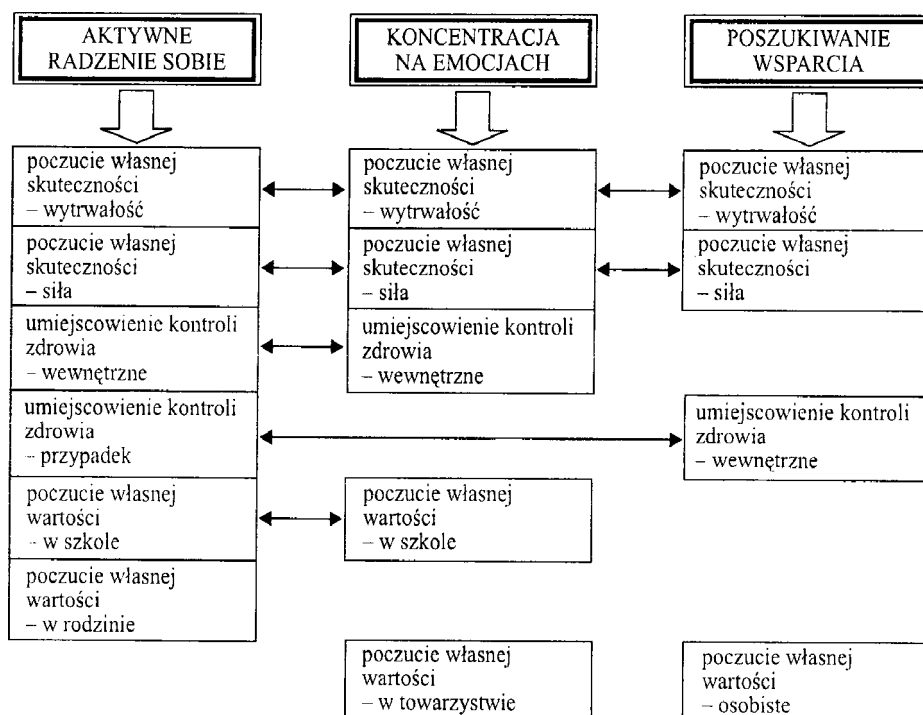 AKTYWNE
RADZENIE SOBIE
KONCENTRACJA
NA EMOCJACH
POSZUKIWANIE
WSPARCIA
poczucie własnej
skuteczności
– wytrwałość
poczucie własnej
skuteczności
– wytrwałość
poczucie własnej
skuteczności
– wytrwałość
poczucie własnej
skuteczności
– siła
poczucie własnej
skuteczności
– siła
poczucie własnej
skuteczności
– siła
umiejscowienie kontroli
zdrowia
– wewnętrzne
umiejscowienie kontroli
zdrowia
– wewnętrzne
umiejscowienie kontroli
zdrowia
– przypadek
umiejscowienie kontroli
zdrowia
– wewnętrzne
poczucie własnej
wartości
– w szkole
poczucie własnej
wartości
– w szkole
poczucie własnej
wartości
– w rodzinie
poczucie własnej
wartości
– w towarzystwie
poczucie własnej
wartości
– osobiste